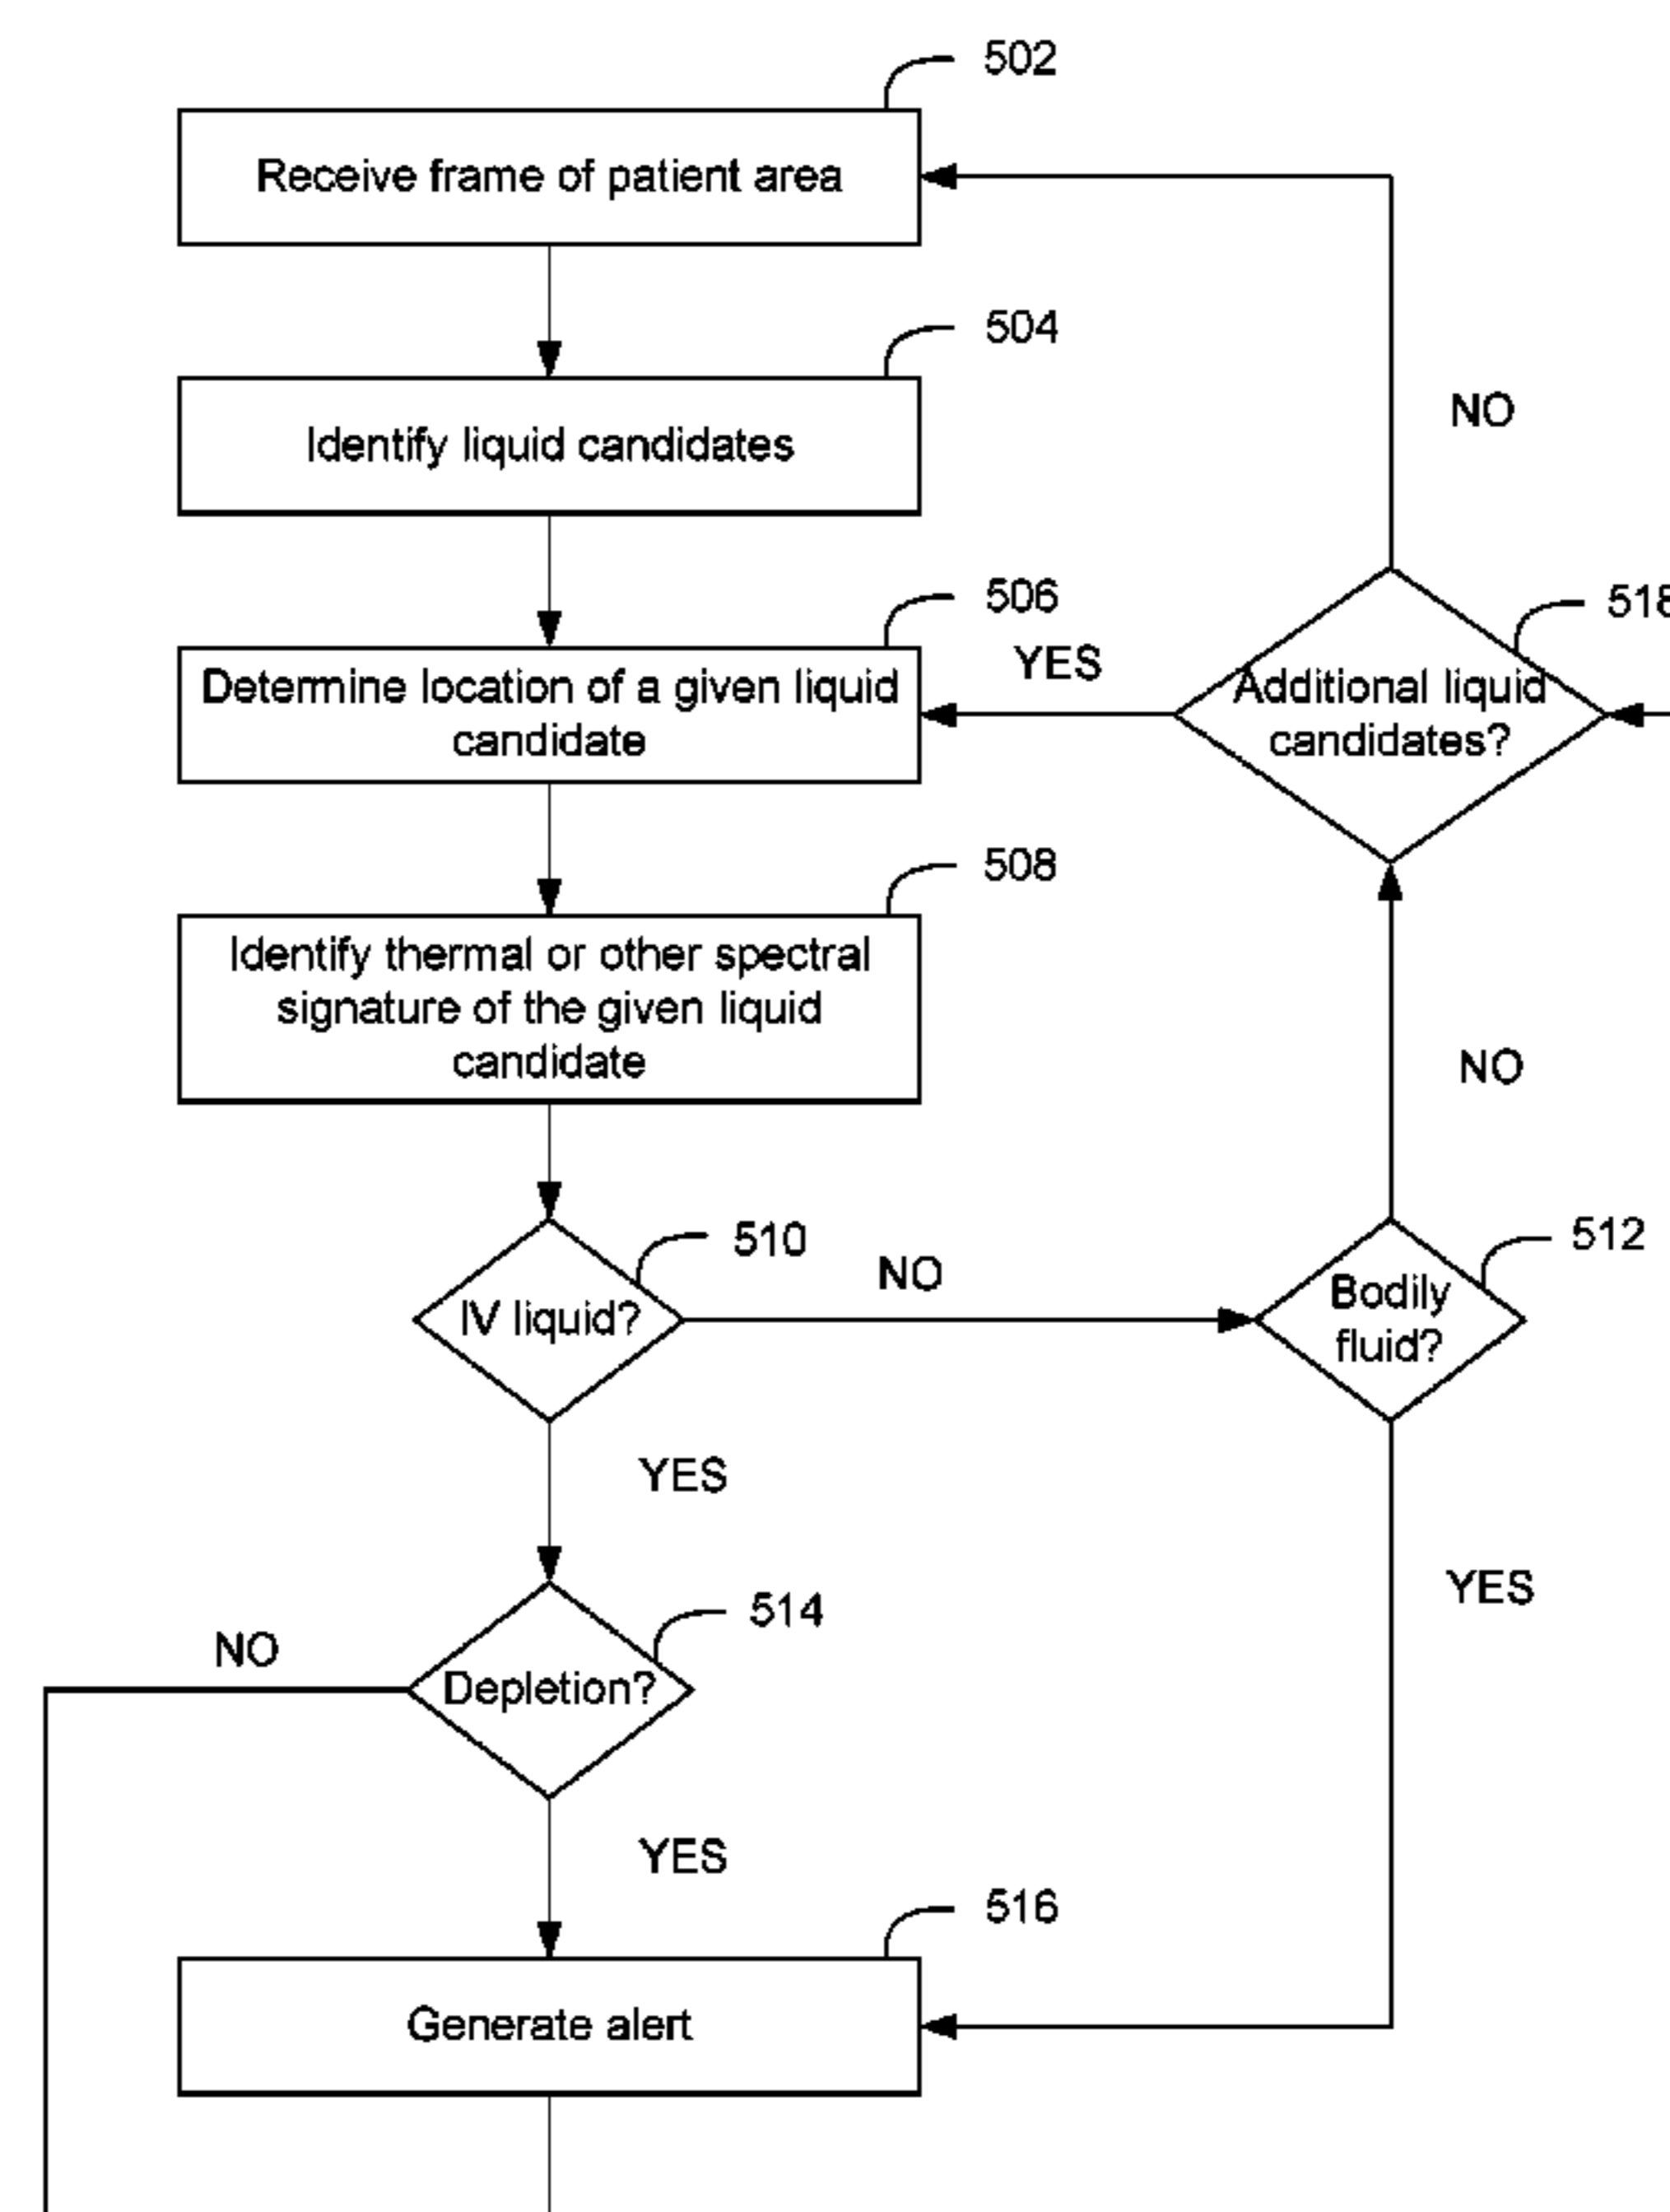 502
Receive frame of patient area
504
Identify liquid candidates
NO
506
Determine location of a given liquid
candidate
YES
518
Additional liquid
candidates?
508
Identify thermal or other spectral
signature of the given liquid
candidate
NO
510
IV liquid?
NO
512
Bodily
fluid?
YES
YES
514
Depletion?
NO
YES
516
Generate alert